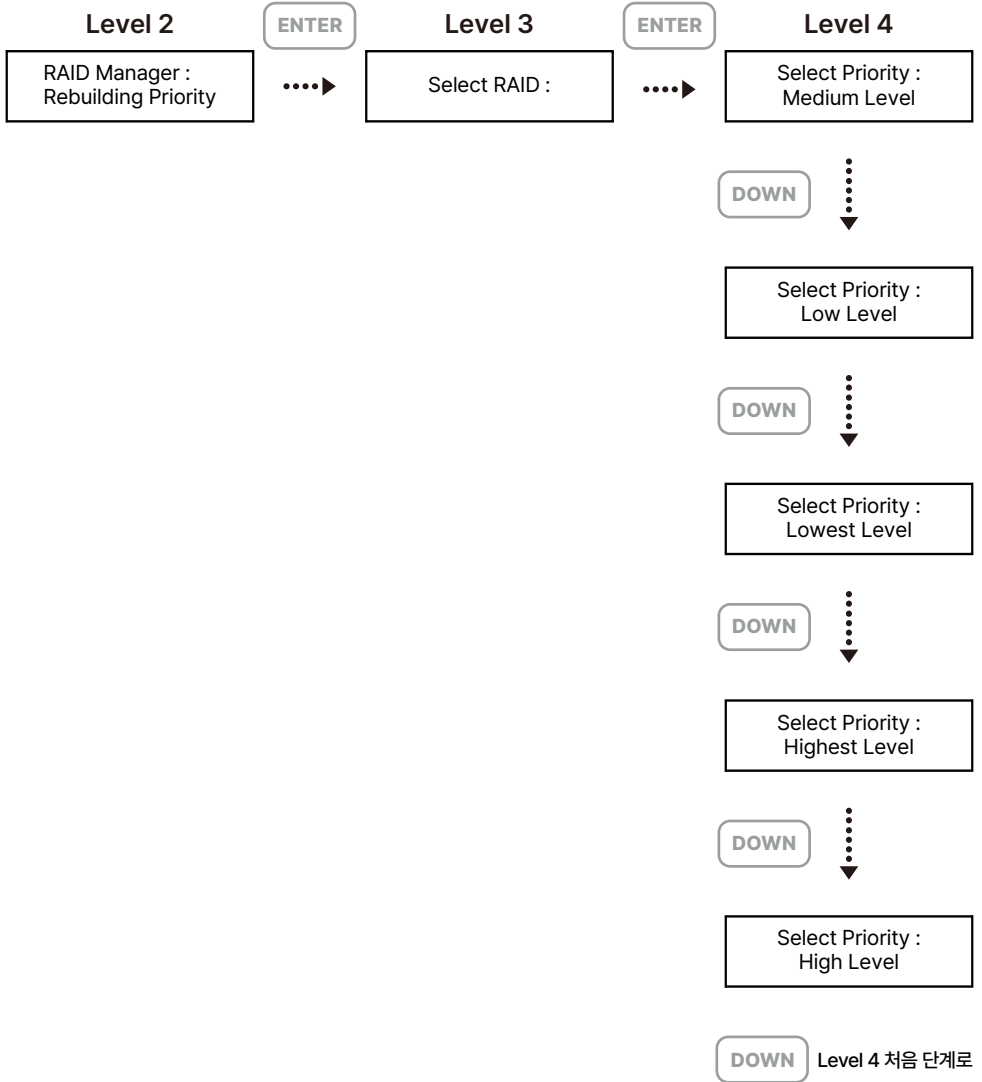 Level 2
ENTER
Level 3
ENTER
Level 4
RAID Manager :
Rebuilding Priority
Select RAID :
Select Priority :
Medium Level
DOWN
Select Priority :
Low Level
DOWN
Select Priority :
Lowest Level
DOWN
Select Priority :
Highest Level
DOWN
Select Priority :
High Level
DOWN Level 4 처음 단계로